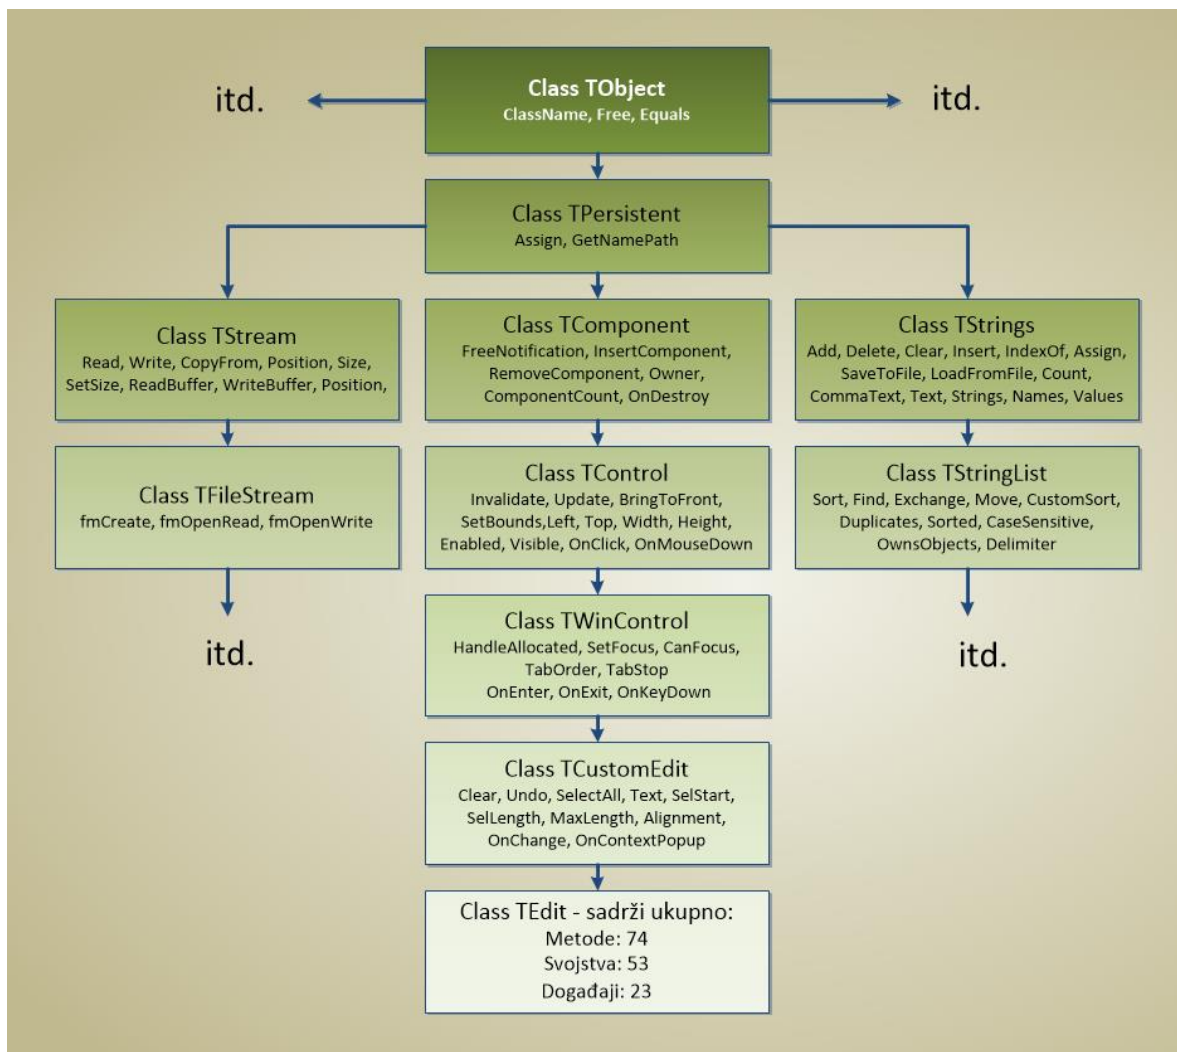 Class TObject
ClassName, Free, Equals
itd.
itd.
Class TPersistent
Assign, GetNamePath
Class TStream
Read, Write, CopyFrom, Position, Size,
SetSize, ReadBuffer, WriteBuffer, Position,
Class TComponent
FreeNotification, InsertComponent,
RemoveComponent, Owner,
ComponentCount, OnDestroy
Class TStrings
Add, Delete, Clear, Insert, IndexOf, Assign,
SaveToFile, LoadFromFile, Count,
CommaText, Text, Strings, Names, Values
Class TFileStream
fmCreate, fmOpenRead, fmOpenWrite
Class TControl
Invalidate, Update, BringToFront,
SetBounds,Left, Top, Width, Height,
Enabled, Visible, OnClick, OnMouseDown
Class TStringList
Sort, Find, Exchange, Move, CustomSort,
Duplicates, Sorted, CaseSensitive,
OwnsObjects, Delimiter
itd.
Class TWinControl
HandleAllocated, SetFocus, CanFocus,
TabOrder, TabStop
OnEnter, OnExit, OnKeyDown
itd.
Class TCustomEdit
Clear, Undo, SelectAll, Text, SelStart,
SelLength, MaxLength, Alignment,
OnChange, OnContextPopup
Class TEdit - sadrži ukupno:
Metode: 74
Svojstva: 53
Događaji: 23